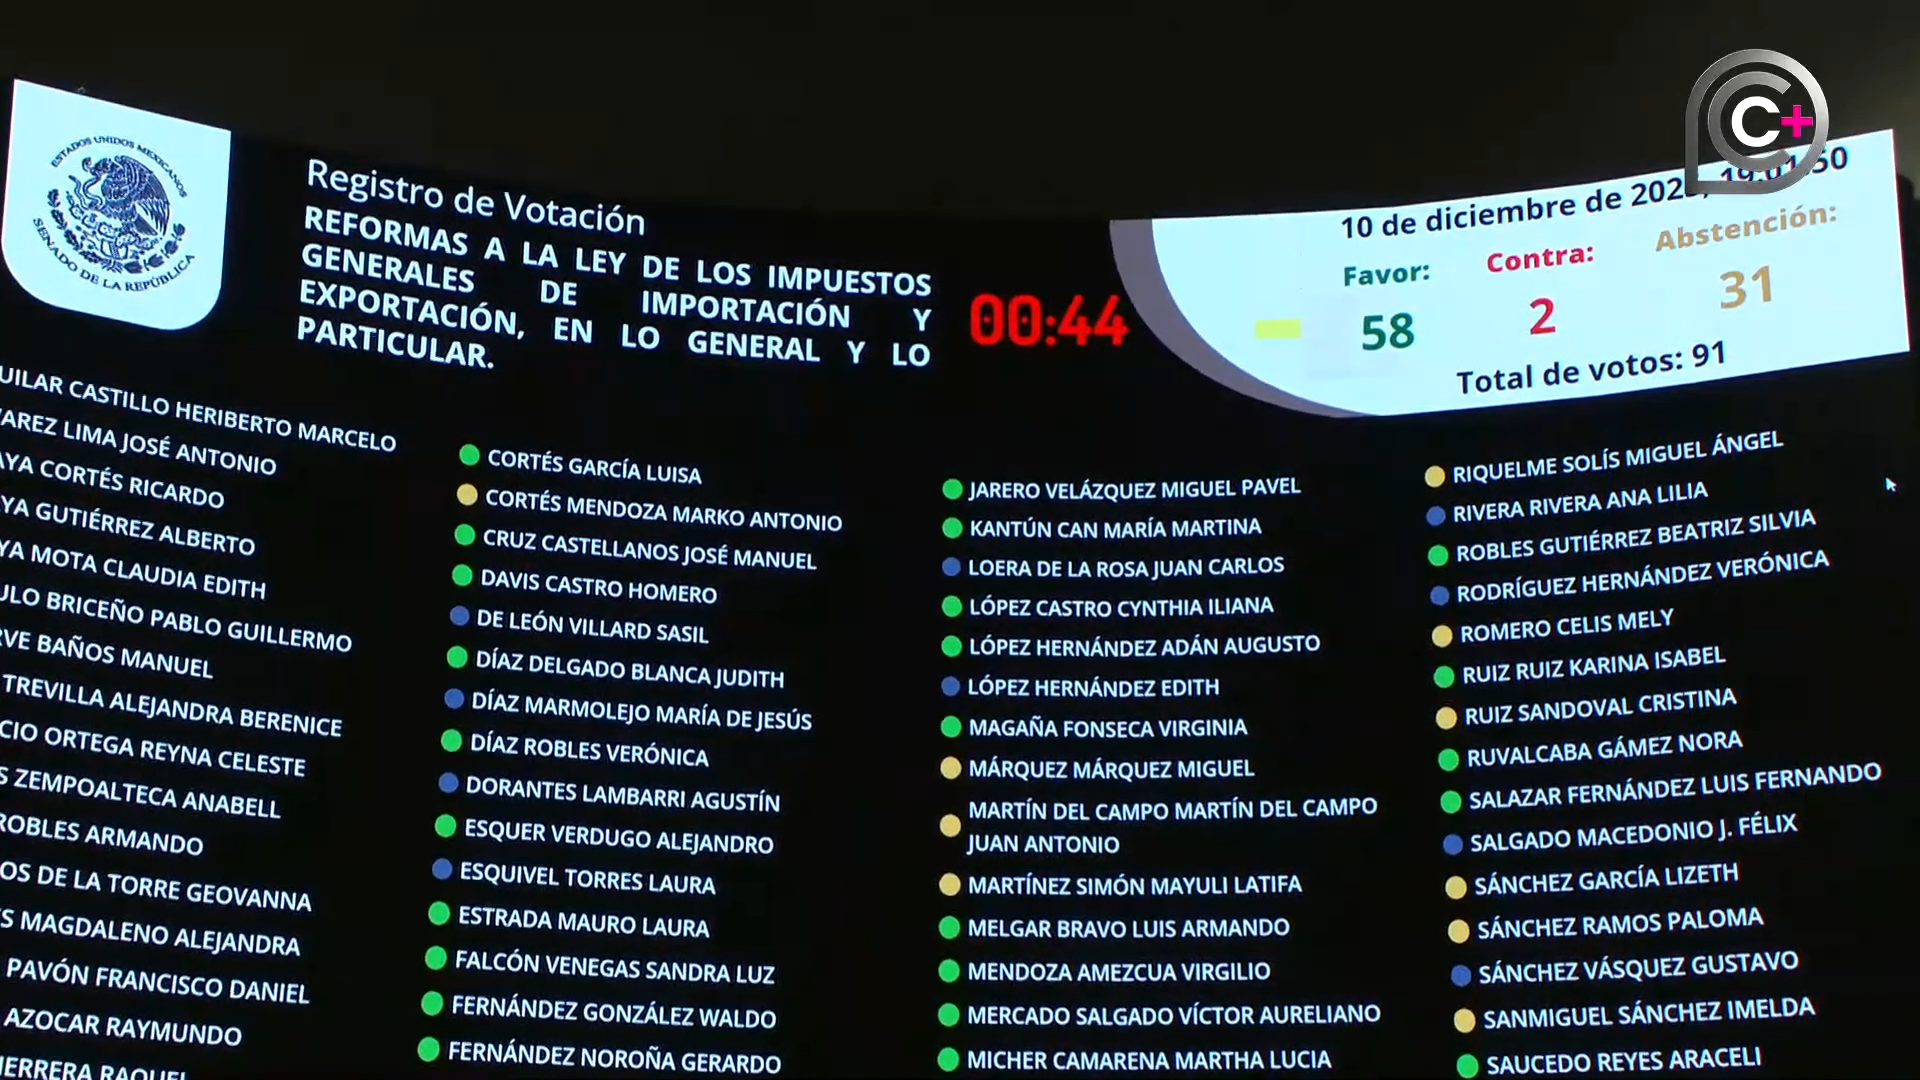 ESTADOS UNIDOS MEXICANOS
SENADO DE LA REPÚBLICA
Registro de Votación
REFORMAS A LA LEY DE LOS IMPUESTOS
GENERALES DE IMPORTACIÓN Y
EXPORTACIÓN, EN LO GENERAL Y LO
PARTICULAR.
00:44
C+
10 de diciembre de
Favor: Contra: Abstención:
58 2 31
Total de votos: 91
CASTILLO HERIBERTO MARCELO
LIMA JOSÉ ANTONIO
CORTÉS RICARDO
GUTIÉRREZ ALBERTO
MOTA CLAUDIA EDITH
BRICEÑO PABLO GUILLERMO
BAÑOS MANUEL
TREVILLA ALEJANDRA BERENICE
ORTEGA REYNA CELESTE
ZEMPOALTECA ANABELL
ROBLES ARMANDO
DE LA TORRE GEOVANNA
MAGDALENO ALEJANDRA
PAVÓN FRANCISCO DANIEL
AZOCAR RAYMUNDO
CORTÉS GARCÍA LUISA
CORTÉS MENDOZA MARKO ANTONIO
CRUZ CASTELLANOS JOSÉ MANUEL
DAVIS CASTRO HOMERO
DE LEÓN VILLARD SASIL
DÍAZ DELGADO BLANCA JUDITH
DÍAZ MARMOLEJO MARÍA DE JESÚS
DÍAZ ROBLES VERÓNICA
DORANTES LAMBARRI AGUSTÍN
ESQUER VERDUGO ALEJANDRO
ESQUIVEL TORRES LAURA
ESTRADA MAURO LAURA
FALCÓN VENEGAS SANDRA LUZ
FERNÁNDEZ GONZÁLEZ WALDO
FERNÁNDEZ NOROÑA GERARDO
JARERO VELÁZQUEZ MIGUEL PAVEL
KANTÚN CAN MARÍA MARTINA
LOERA DE LA ROSA JUAN CARLOS
LÓPEZ CASTRO CYNTHIA ILIANA
LÓPEZ HERNÁNDEZ ADÁN AUGUSTO
LÓPEZ HERNÁNDEZ EDITH
MAGAÑA FONSECA VIRGINIA
MÁRQUEZ MÁRQUEZ MIGUEL
MARTÍN DEL CAMPO MARTÍN DEL CAMPO
JUAN ANTONIO
MARTÍNEZ SIMÓN MAYULI LATIFA
MELGAR BRAVO LUIS ARMANDO
MENDOZA AMEZCUA VIRGILIO
MERCADO SALGADO VÍCTOR AURELIANO
MICHER CAMARENA MARTHA LUCIA
RIQUELME SOLÍS MIGUEL ÁNGEL
RIVERA RIVERA ANA LILIA
ROBLES GUTIÉRREZ BEATRIZ SILVIA
RODRÍGUEZ HERNÁNDEZ VERÓNICA
ROMERO CELIS MELY
RUIZ RUIZ KARINA ISABEL
RUIZ SANDOVAL CRISTINA
RUVALCABA GÁMEZ NORA
SALAZAR FERNÁNDEZ LUIS FERNANDO
SALGADO MACEDONIO J. FÉLIX
SÁNCHEZ GARCÍA LIZETH
SÁNCHEZ RAMOS PALOMA
SÁNCHEZ VÁSQUEZ GUSTAVO
SANMIGUEL SÁNCHEZ IMELDA
SAUCEDO REYES ARACELI